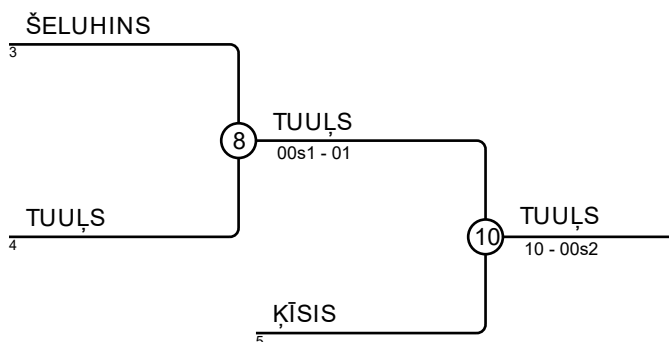 ŠELUHINS
3
8
TUUĻS
00s1 - 01
TUUĻS
4
10
TUUĻS
10 - 00s2
ĶĪSIS
5